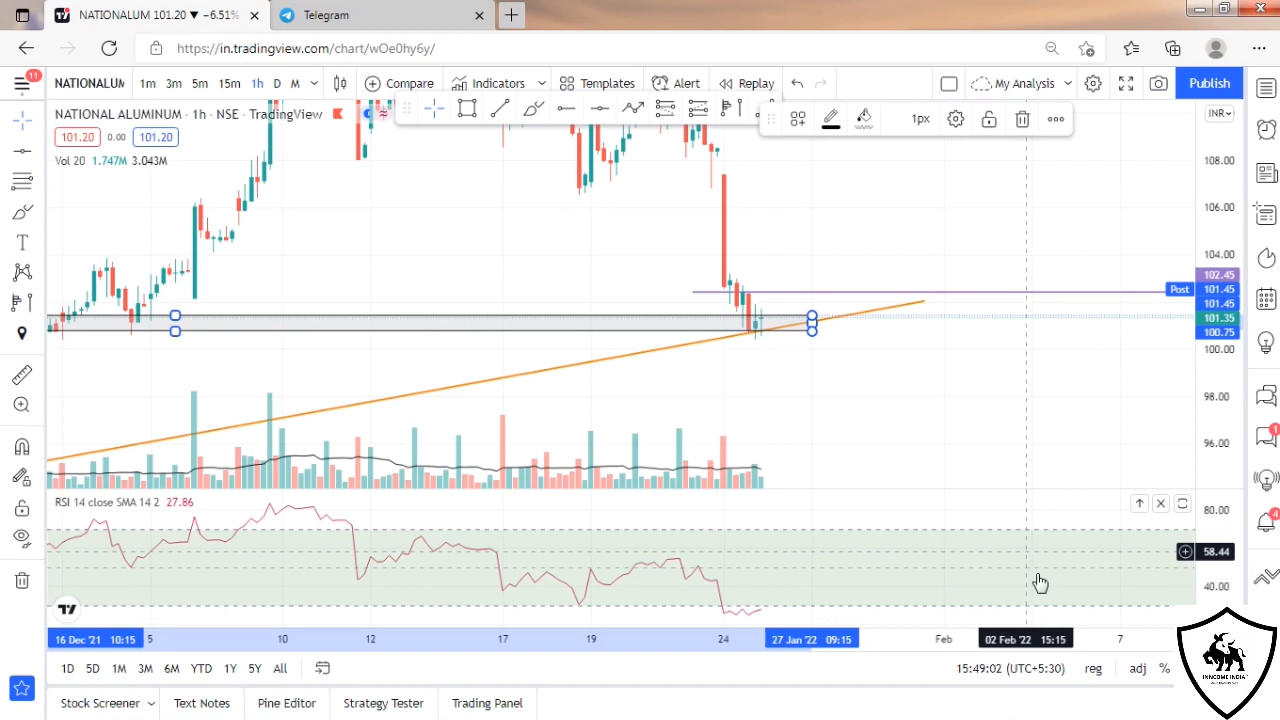 NATIONALUM 101.20 ▼ −6.51%
Telegram
https://in.tradingview.com/chart/wOe0hy6y/
11
NATIONALUM 1m 3m 5m 15m 1h D M Compare Indicators Templates Alert Replay My Analysis Publish
NATIONAL ALUMINUM · 1h · NSE · TradingView
1px
INR
101.20 0.00 101.20
Vol 20 1.747M 3.043M
108.00
106.00
104.00
102.45
Post 101.45
101.45
101.35
100.75
100.00
98.00
96.00
RSI 14 close SMA 14 2 27.86
80.00
58.44
40.00
1
4
16 Dec '21 10:15 5 10 12 17 19 24 27 Jan '22 09:15 Feb 02 Feb '22 15:15 7
1D 5D 1M 3M 6M YTD 1Y 5Y All 15:49:02 (UTC+5:30) reg adj %
Stock Screener Text Notes Pine Editor Strategy Tester Trading Panel
INNCOME INDIA